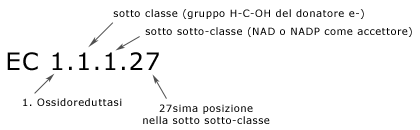 sotto classe (gruppo H-C-OH del donatore e-)
sotto sotto-classe (NAD o NADP come accettore)
EC 1.1.1.27
1. Ossidoreduttasi
27sima posizione
nella sotto sotto-classe